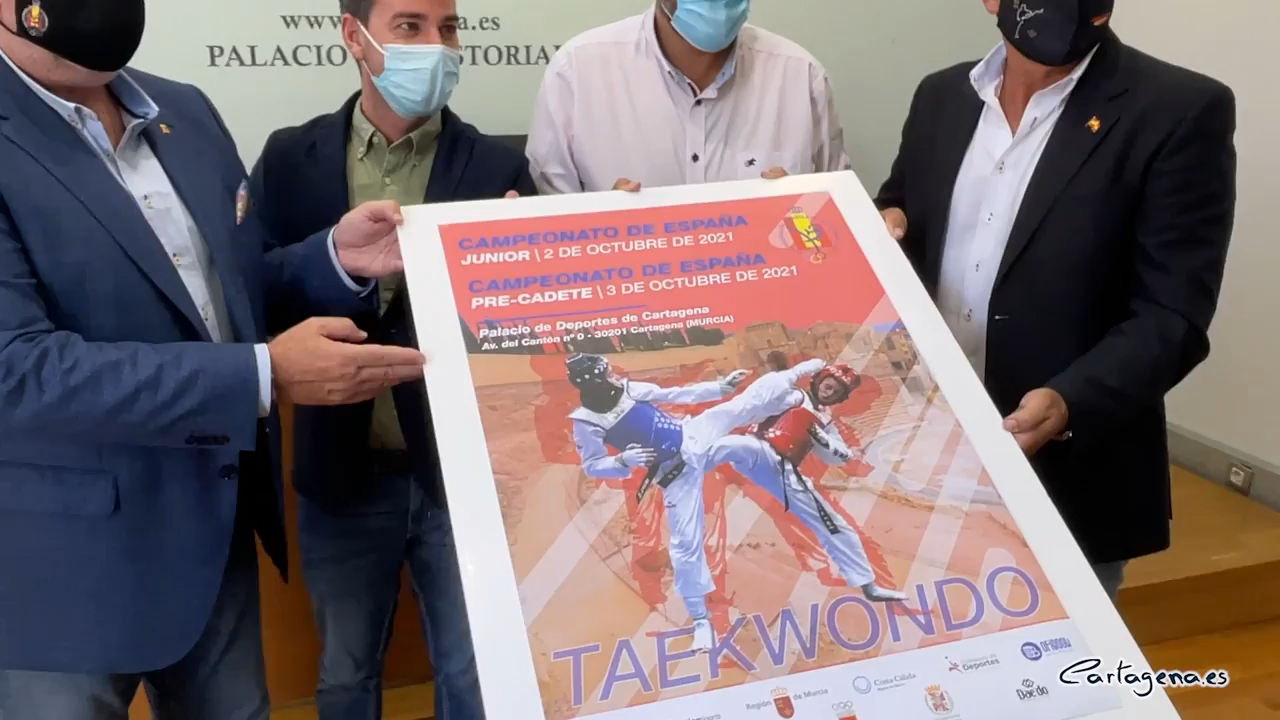 PALACIO
CAMPEONATO DE ESPAÑA
JUNIOR | 2 DE OCTUBRE DE 2021
CAMPEONATO DE ESPAÑA
PRE-CADETE | 3 DE OCTUBRE DE 2021
Palacio de Deportes de Cartagena
Av. del Cantón nº 0 - 30201 Cartagena (MURCIA)
TAEKWONDO
Deportes
Costa Cálida
Región de Murcia
Daedo
Cartagena.es